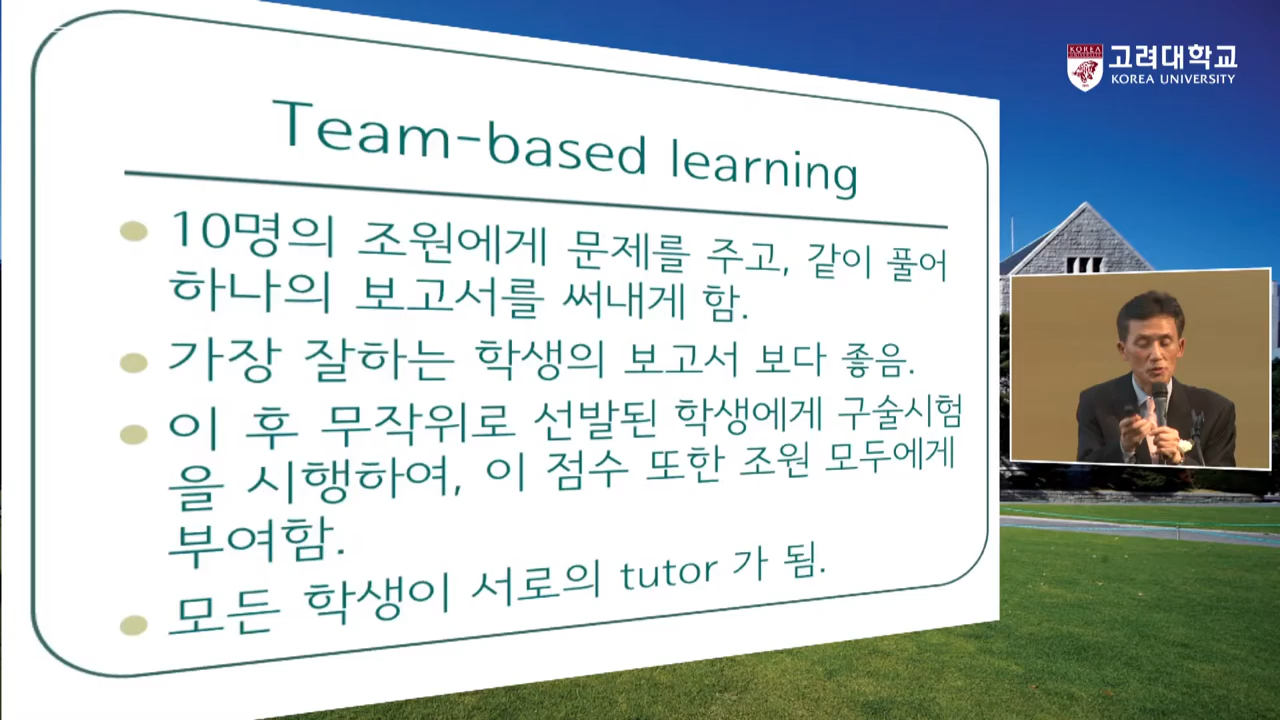 KOREA
UNIVERSITY
고려대학교
KOREA UNIVERSITY
Team-based learning
10명의 조원에게 문제를 주고, 같이 풀어
하나의 보고서를 써내게 함.
가장 잘하는 학생의 보고서 보다 좋음.
이 후 무작위로 선발된 학생에게 구술시험
을 시행하여, 이 점수 또한 조원 모두에게
부여함.
모든 학생이 서로의 tutor 가 됨.